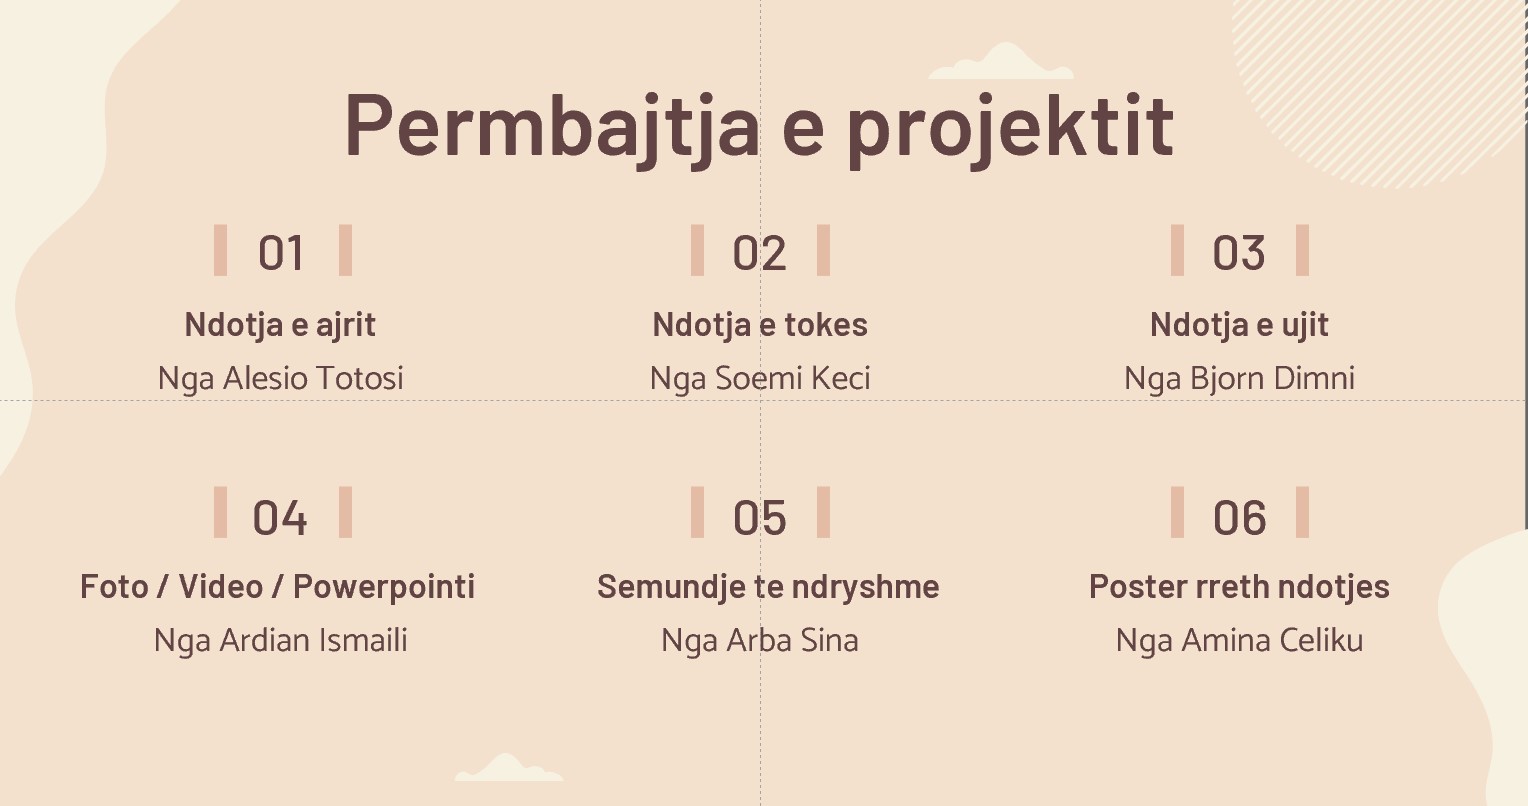 Permbajtja e projektit
01
Ndotja e ajrit
Nga Alesio Totosi
02
Ndotja e tokes
Nga Soemi Keci
03
Ndotja e ujit
Nga Bjorn Dimni
04
Foto / Video / Powerpointi
Nga Ardian Ismaili
05
Semundje te ndryshme
Nga Arba Sina
06
Poster rreth ndotjes
Nga Amina Celiku